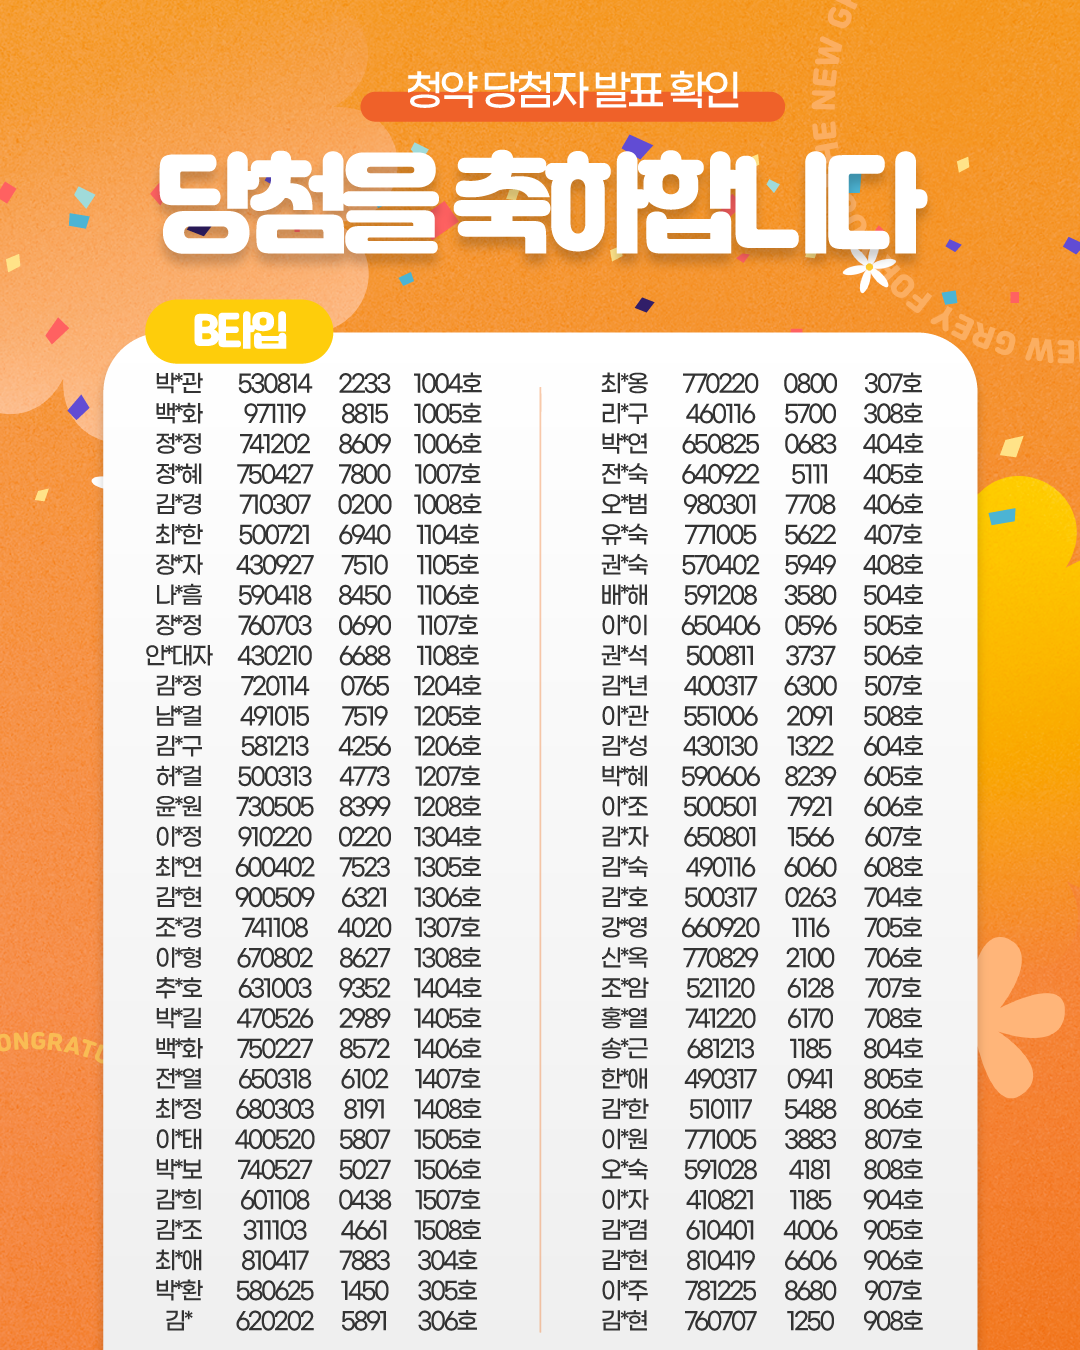 청약 당첨자 발표 확인
당첨을 축하합니다
B타입
박*관 530814 2233 1004호
백*화 971119 8815 1005호
정*정 741202 8609 1006호
정*혜 750427 7800 1007호
김*경 710307 0200 1008호
최*한 500721 6940 1104호
장*자 430927 7510 1105호
나*흠 590418 8450 1106호
장*정 760703 0690 1107호
안*대자 430210 6688 1108호
김*정 720114 0765 1204호
남*걸 491015 7519 1205호
김*구 581213 4256 1206호
허*걸 500313 4773 1207호
윤*원 730505 8399 1208호
이*정 910220 0220 1304호
최*연 600402 7523 1305호
김*현 900509 6321 1306호
조*경 741108 4020 1307호
이*형 670802 8627 1308호
추*호 631003 9352 1404호
박*길 470526 2989 1405호
백*화 750227 8572 1406호
전*열 650318 6102 1407호
최*정 680303 8191 1408호
이*태 400520 5807 1505호
박*보 740527 5027 1506호
김*희 601108 0438 1507호
김*조 311103 4661 1508호
최*애 810417 7883 304호
박*환 580625 1450 305호
김* 620202 5891 306호
최*옹 770220 0800 307호
리*구 460116 5700 308호
박*연 650825 0683 404호
전*숙 640922 5111 405호
오*범 980301 7708 406호
유*숙 771005 5622 407호
권*숙 570402 5949 408호
배*해 591208 3580 504호
이*이 650406 0596 505호
권*석 500811 3737 506호
김*년 400317 6300 507호
이*관 551006 2091 508호
김*성 430130 1322 604호
박*혜 590606 8239 605호
이*조 500501 7921 606호
김*자 650801 1566 607호
김*숙 490116 6060 608호
김*호 500317 0263 704호
강*영 660920 1116 705호
신*옥 770829 2100 706호
조*암 521120 6128 707호
홍*열 741220 6170 708호
송*근 681213 1185 804호
한*애 490317 0941 805호
김*한 510117 5488 806호
이*원 771005 3883 807호
오*숙 591028 4181 808호
이*자 410821 1185 904호
김*겸 610401 4006 905호
김*현 810419 6606 906호
이*주 781225 8680 907호
김*현 760707 1250 908호